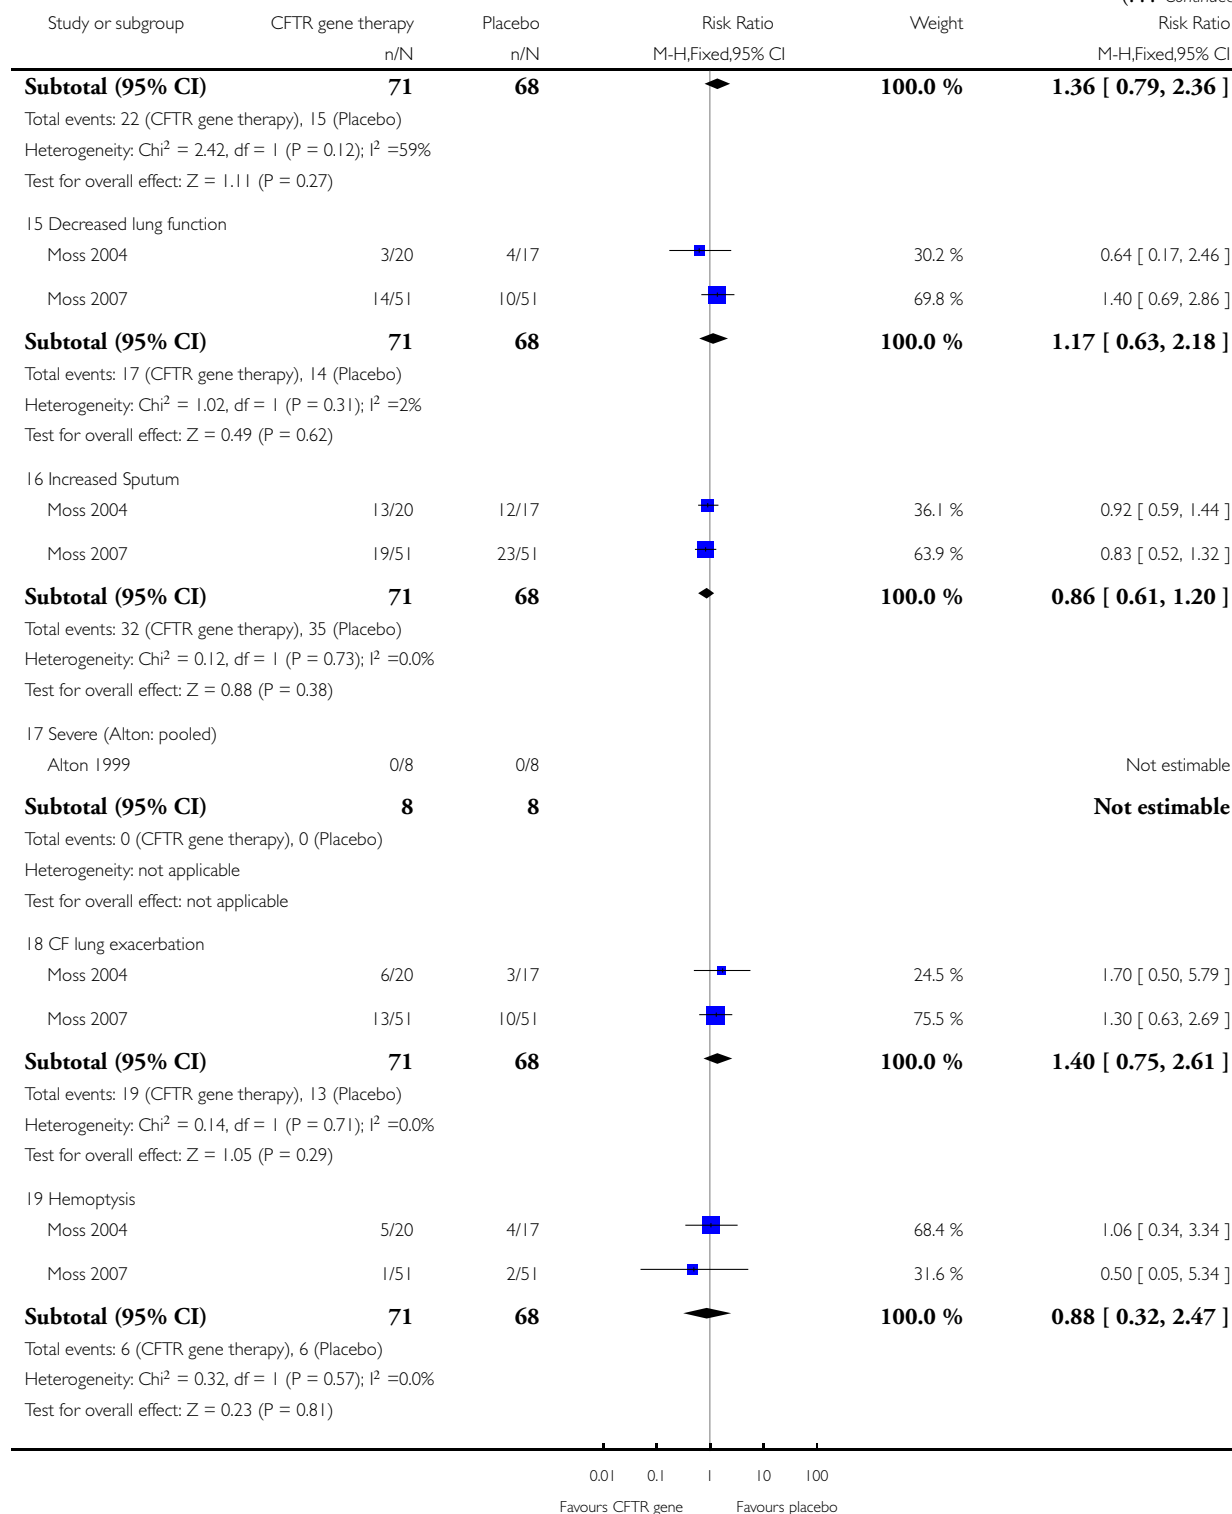 Continued
Study or subgroup CFTR gene therapy Placebo Risk Ratio Weight Risk Ratio
n/N n/N M-H,Fixed,95% CI M-H,Fixed,95% CI
Subtotal (95% CI) 71 68 100.0 % 1.36 [ 0.79, 2.36 ]
Total events: 22 (CFTR gene therapy), 15 (Placebo)
Heterogeneity: Chi² = 2.42, df = 1 (P = 0.12); I² =59%
Test for overall effect: Z = 1.11 (P = 0.27)
15 Decreased lung function
Moss 2004 3/20 4/17 30.2 % 0.64 [ 0.17, 2.46 ]
Moss 2007 14/51 10/51 69.8 % 1.40 [ 0.69, 2.86 ]
Subtotal (95% CI) 71 68 100.0 % 1.17 [ 0.63, 2.18 ]
Total events: 17 (CFTR gene therapy), 14 (Placebo)
Heterogeneity: Chi² = 1.02, df = 1 (P = 0.31); I² =2%
Test for overall effect: Z = 0.49 (P = 0.62)
16 Increased Sputum
Moss 2004 13/20 12/17 36.1 % 0.92 [ 0.59, 1.44 ]
Moss 2007 19/51 23/51 63.9 % 0.83 [ 0.52, 1.32 ]
Subtotal (95% CI) 71 68 100.0 % 0.86 [ 0.61, 1.20 ]
Total events: 32 (CFTR gene therapy), 35 (Placebo)
Heterogeneity: Chi² = 0.12, df = 1 (P = 0.73); I² =0.0%
Test for overall effect: Z = 0.88 (P = 0.38)
17 Severe (Alton: pooled)
Alton 1999 0/8 0/8 Not estimable
Subtotal (95% CI) 8 8 Not estimable
Total events: 0 (CFTR gene therapy), 0 (Placebo)
Heterogeneity: not applicable
Test for overall effect: not applicable
18 CF lung exacerbation
Moss 2004 6/20 3/17 24.5 % 1.70 [ 0.50, 5.79 ]
Moss 2007 13/51 10/51 75.5 % 1.30 [ 0.63, 2.69 ]
Subtotal (95% CI) 71 68 100.0 % 1.40 [ 0.75, 2.61 ]
Total events: 19 (CFTR gene therapy), 13 (Placebo)
Heterogeneity: Chi² = 0.14, df = 1 (P = 0.71); I² =0.0%
Test for overall effect: Z = 1.05 (P = 0.29)
19 Hemoptysis
Moss 2004 5/20 4/17 68.4 % 1.06 [ 0.34, 3.34 ]
Moss 2007 1/51 2/51 31.6 % 0.50 [ 0.05, 5.34 ]
Subtotal (95% CI) 71 68 100.0 % 0.88 [ 0.32, 2.47 ]
Total events: 6 (CFTR gene therapy), 6 (Placebo)
Heterogeneity: Chi² = 0.32, df = 1 (P = 0.57); I² =0.0%
Test for overall effect: Z = 0.23 (P = 0.81)
0.01 0.1 1 10 100
Favours CFTR gene Favours placebo